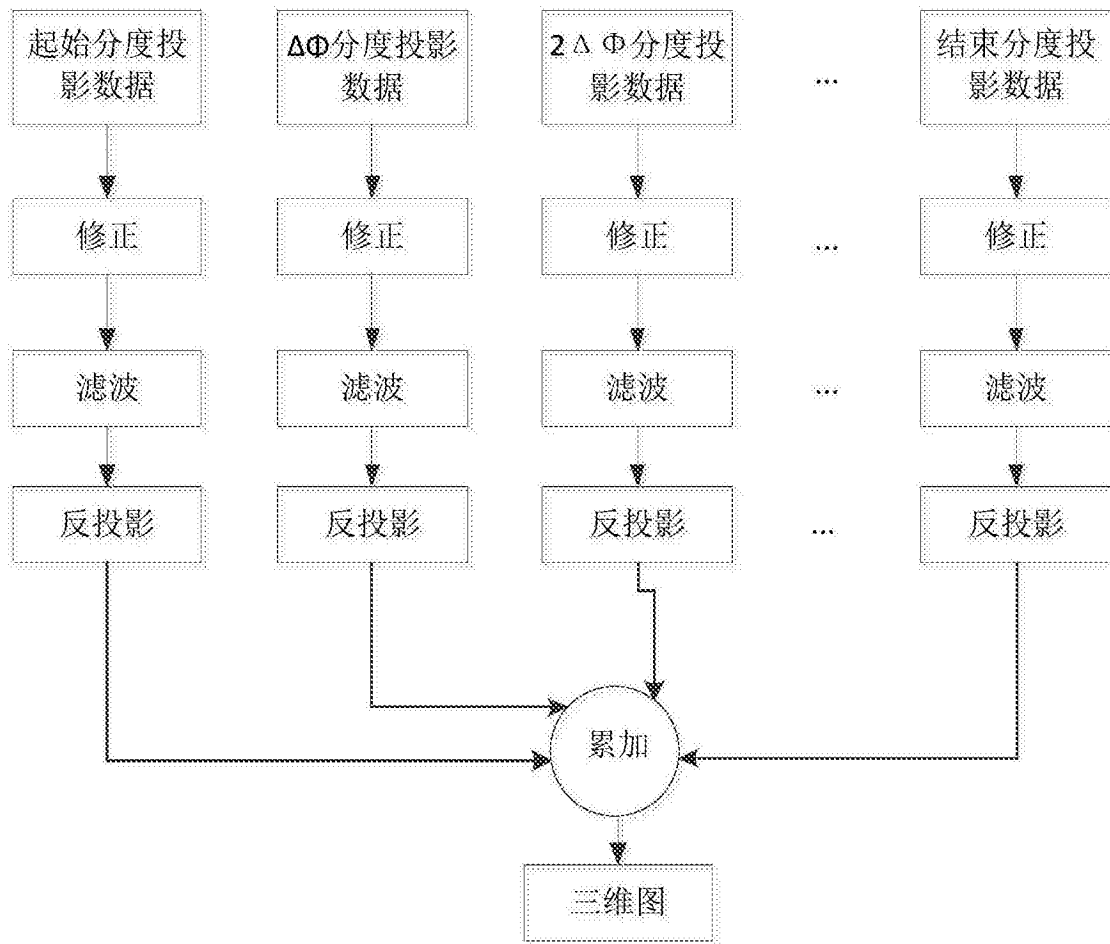 起始分度投
影数据
ΔΦ分度投影
数据
2ΔΦ分度投
影数据
...
结束分度投
影数据
修正
修正
修正
...
修正
滤波
滤波
滤波
...
滤波
反投影
反投影
反投影
...
反投影
累加
三维图